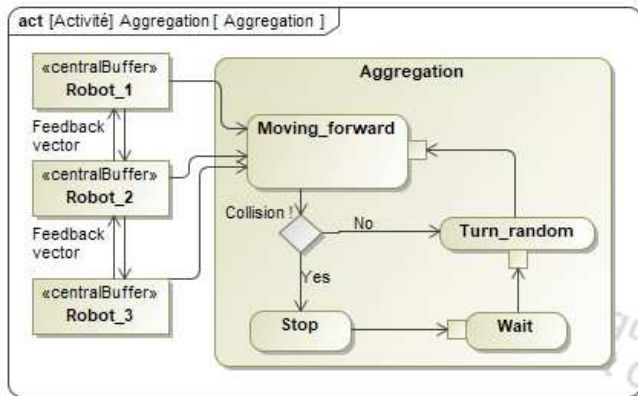 act [Activité] Aggregation [ Aggregation ]
«centralBuffer»
Robot_1
Feedback
vector
«centralBuffer»
Robot_2
Feedback
vector
«centralBuffer»
Robot_3
Aggregation
Moving_forward
Collision !
No
Turn_random
Yes
Stop
Wait